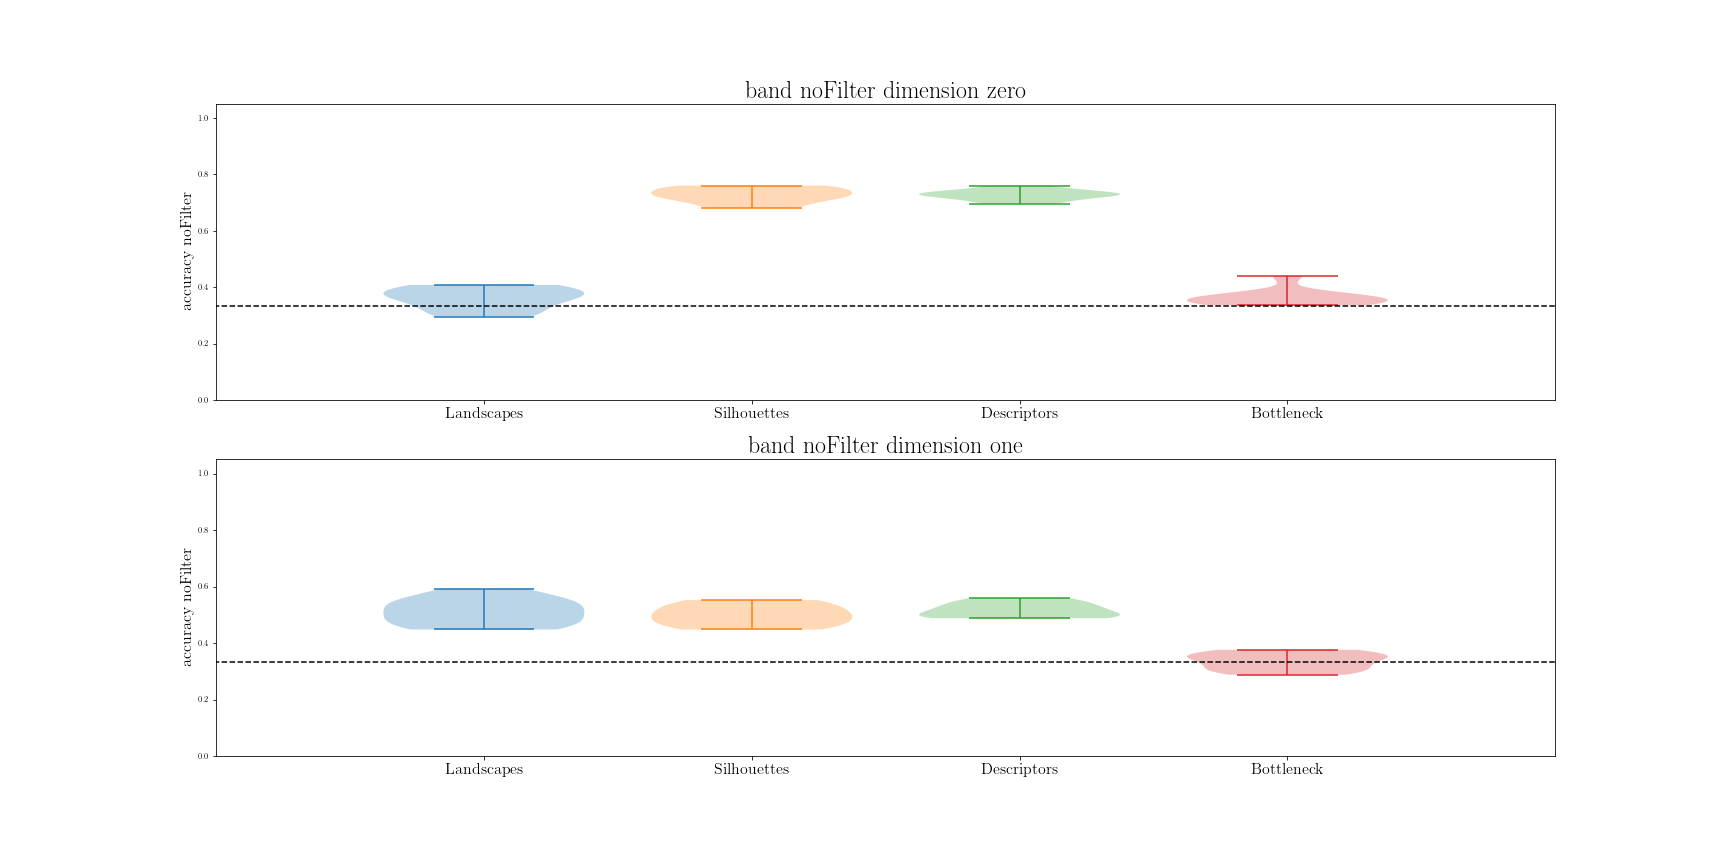 band noFilter dimension zero
accuracy noFilter
1.0
0.8
0.6
0.4
0.2
0.0
Landscapes Silhouettes Descriptors Bottleneck
band noFilter dimension one
accuracy noFilter
1.0
0.8
0.6
0.4
0.2
0.0
Landscapes Silhouettes Descriptors Bottleneck